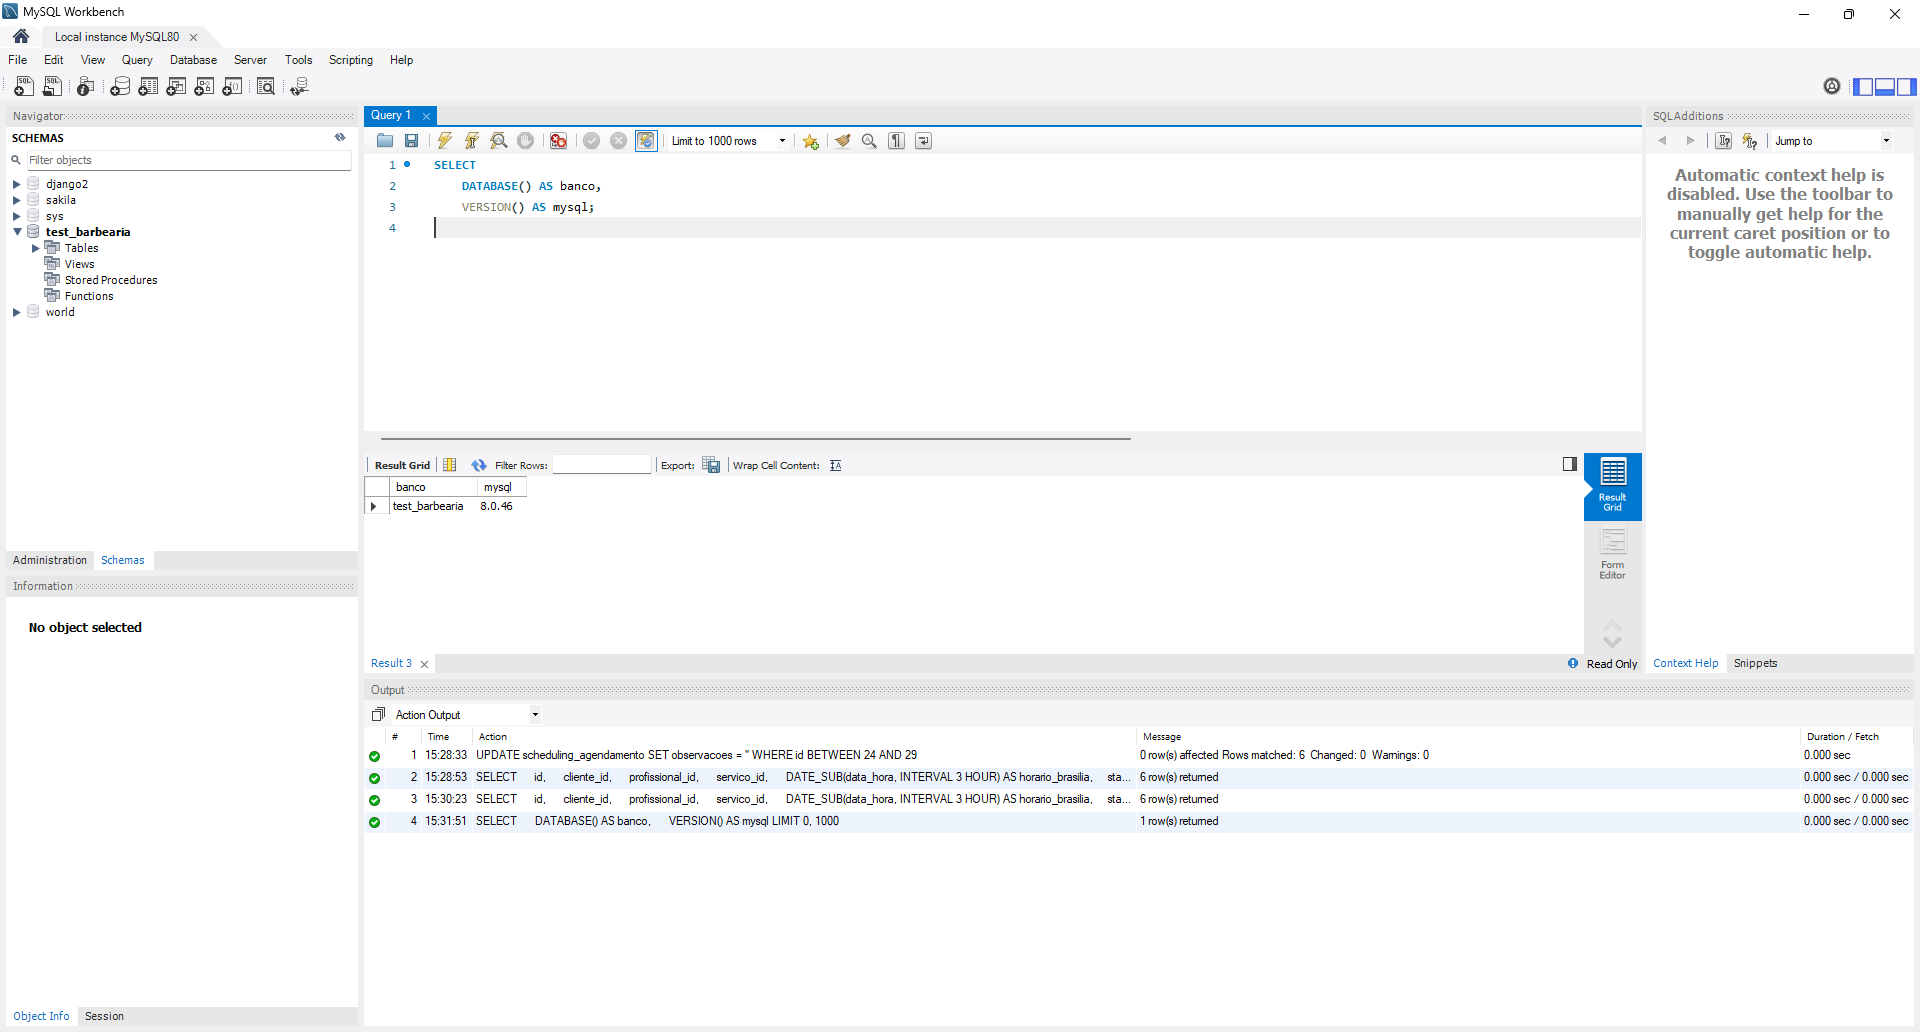 MySQL Workbench
Local instance MySQL80
File Edit View Query Database Server Tools Scripting Help
Navigator
SCHEMAS
Filter objects
django2
sakila
sys
test_barbearia
Tables
Views
Stored Procedures
Functions
world
Administration Schemas
Information
No object selected
Object Info Session
Query 1
Limit to 1000 rows
1 SELECT
2 DATABASE() AS banco,
3 VERSION() AS mysql;
4
Result Grid Filter Rows: Export: Wrap Cell Content:
banco mysql
test_barbearia 8.0.46
Result Grid
Form Editor
Result 3
Read Only
SQLAdditions
Jump to
Automatic context help is
disabled. Use the toolbar to
manually get help for the
current caret position or to
toggle automatic help.
Context Help Snippets
Output
Action Output
# Time Action Message Duration / Fetch
1 15:28:33 UPDATE scheduling_agendamento SET observacoes = '' WHERE id BETWEEN 24 AND 29 0 row(s) affected Rows matched: 6 Changed: 0 Warnings: 0 0.000 sec
2 15:28:53 SELECT id, cliente_id, profissional_id, servico_id, DATE_SUB(data_hora, INTERVAL 3 HOUR) AS horario_brasilia, sta... 6 row(s) returned 0.000 sec / 0.000 sec
3 15:30:23 SELECT id, cliente_id, profissional_id, servico_id, DATE_SUB(data_hora, INTERVAL 3 HOUR) AS horario_brasilia, sta... 6 row(s) returned 0.000 sec / 0.000 sec
4 15:31:51 SELECT DATABASE() AS banco, VERSION() AS mysql LIMIT 0, 1000 1 row(s) returned 0.000 sec / 0.000 sec